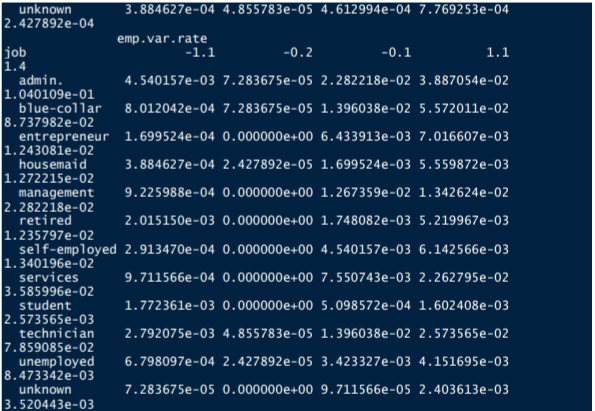 unknown 3.884627e-04 4.855783e-05 4.612994e-04 7.769253e-04
2.427892e-04
emp.var.rate
job -1.1 -0.2 -0.1 1.1
1.4
admin. 4.540157e-03 7.283675e-05 2.282218e-02 3.887054e-02
1.040109e-01
blue-collar 8.012042e-04 7.283675e-05 1.396038e-02 5.572011e-02
8.737982e-02
entrepreneur 1.699524e-04 0.000000e+00 6.433913e-03 7.016607e-03
1.243081e-02
housemaid 3.884627e-04 2.427892e-05 1.699524e-03 5.559872e-03
1.272215e-02
management 9.225988e-04 0.000000e+00 1.267359e-02 1.342624e-02
2.282218e-02
retired 2.015150e-03 0.000000e+00 1.748082e-03 5.219967e-03
1.235797e-02
self-employed 2.913470e-04 0.000000e+00 4.540157e-03 6.142566e-03
1.340196e-02
services 9.711566e-04 0.000000e+00 7.550743e-03 2.262795e-02
3.585996e-02
student 1.772361e-03 0.000000e+00 5.098572e-04 1.602408e-03
2.573565e-03
technician 2.792075e-03 4.855783e-05 1.396038e-02 2.573565e-02
7.859085e-02
unemployed 6.798097e-04 2.427892e-05 3.423327e-03 4.151695e-03
8.473342e-03
unknown 7.283675e-05 0.000000e+00 9.711566e-05 2.403613e-03
3.520443e-03